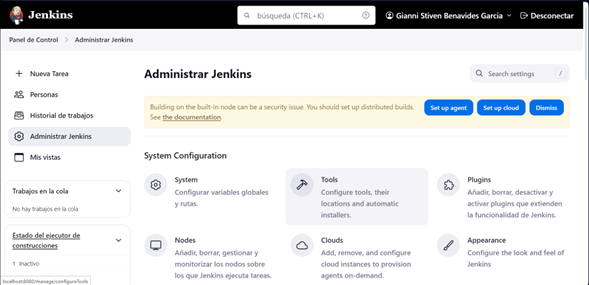 Jenkins
búsqueda (CTRL+K)
Gianni Stiven Benavides Garcia
Desconectar
Panel de Control
Administrar Jenkins
Nueva Tarea
Personas
Historial de trabajos
Administrar Jenkins
Mis vistas
Trabajos en la cola
No hay trabajos en la cola
Estado del ejecutor de
construcciones
1 Inactivo
localhost:8080/manage/configureTools
Administrar Jenkins
Search settings
/
Building on the built-in node can be a security issue. You should set up distributed builds.
See the documentation.
Set up agent
Set up cloud
Dismiss
System Configuration
System
Configurar variables globales
y rutas.
Tools
Configure tools, their
locations and automatic
installers.
Plugins
Añadir, borrar, desactivar y
activar plugins que extienden
la funcionalidad de Jenkins.
Nodes
Añadir, borrar, gestionar y
monitorizar los nodos sobre
los que Jenkins ejecuta tareas.
Clouds
Add, remove, and configure
cloud instances to provision
agents on-demand.
Appearance
Configure the look and feel of
Jenkins